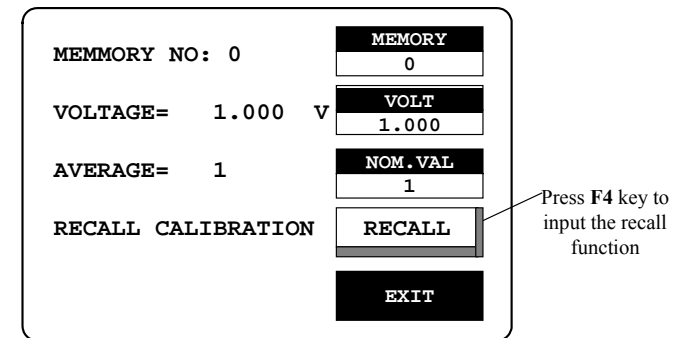 MEMMORY NO: 0
MEMORY
0
VOLTAGE= 1.000 V
VOLT
1.000
AVERAGE= 1
NOM.VAL
1
RECALL CALIBRATION
RECALL
EXIT
Press F4 key to
input the recall
function